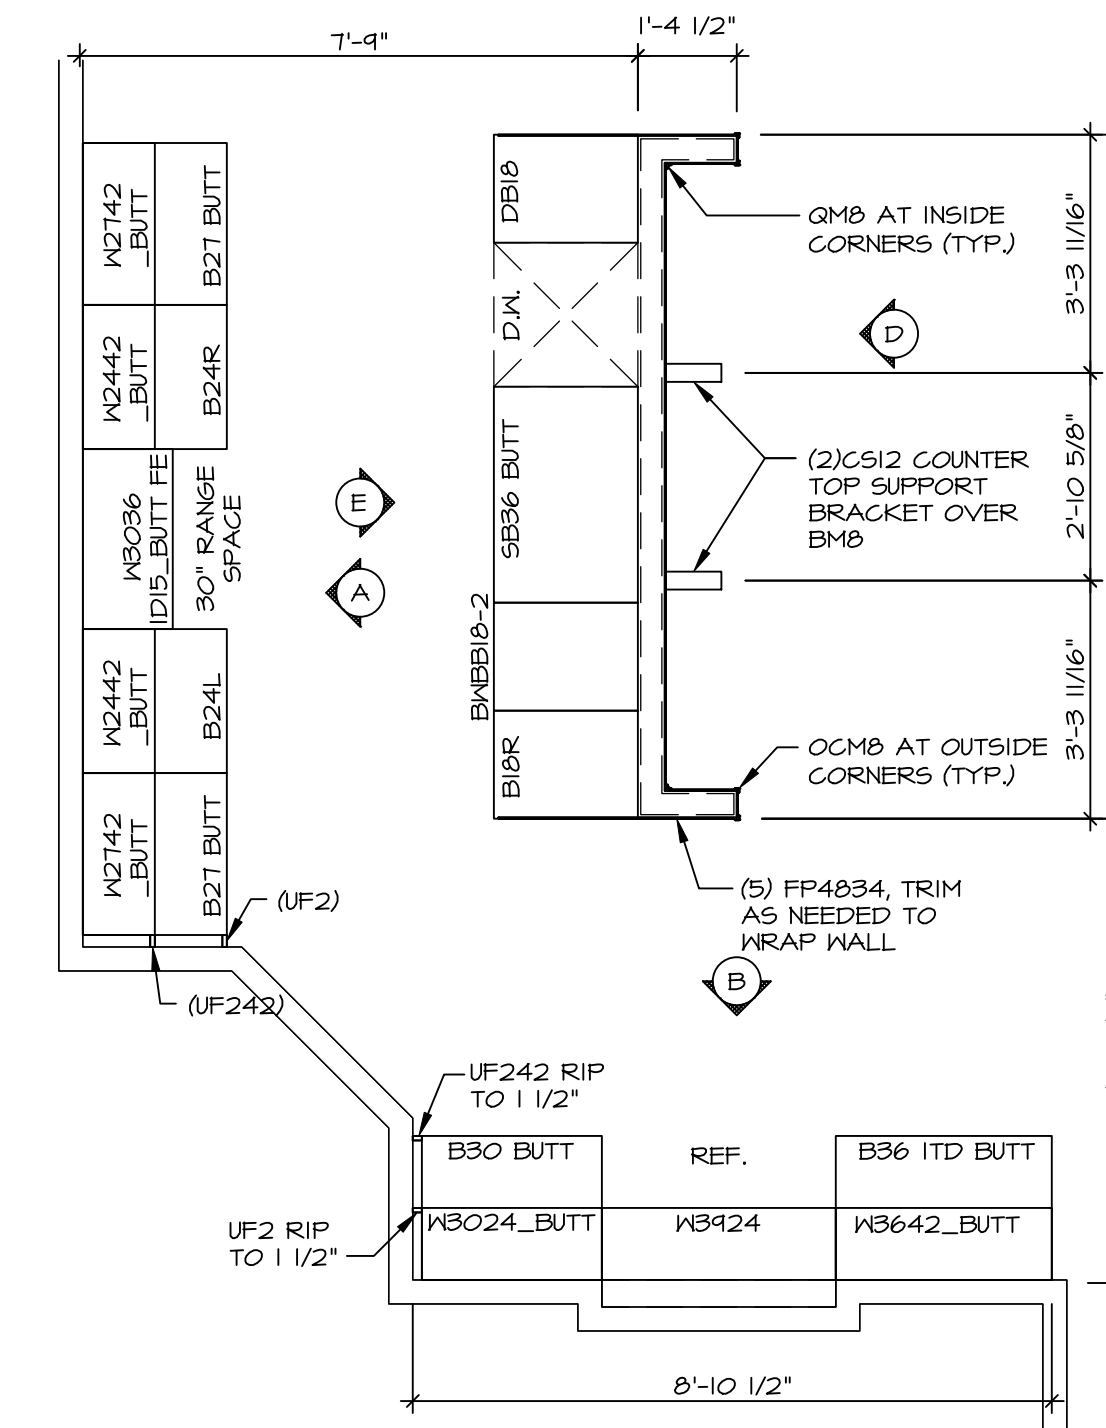 7'-9"
1'-4 1/2"
W2742
_BUTT
B27 BUTT
W2442
_BUTT
B24R
W3036
1D15_BUTT FE
30" RANGE
SPACE
W2442
_BUTT
B24L
W2742
_BUTT
B27 BUTT
(UF2)
(UF242)
E
A
DB18
D.W.
SB36 BUTT
BWBB18-2
B18R
QM8 AT INSIDE
CORNERS (TYP.)
D
(2)CS12 COUNTER
TOP SUPPORT
BRACKET OVER
BM8
OCM8 AT OUTSIDE
CORNERS (TYP.)
3'-3 11/16"
2'-10 5/8"
3'-3 11/16"
(5) FP4834, TRIM
AS NEEDED TO
WRAP WALL
B
UF242 RIP
TO 1 1/2"
B30 BUTT
REF.
B36 1TD BUTT
UF2 RIP
TO 1 1/2"
W3024_BUTT
W3924
W3642_BUTT
8'-10 1/2"